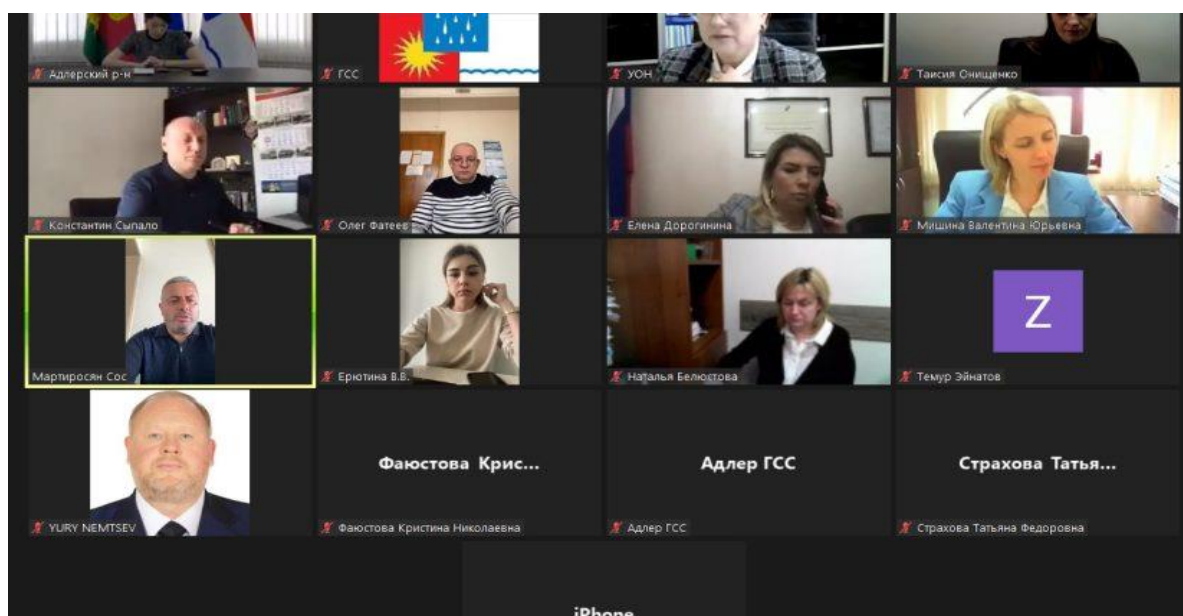 Адлерский р-н
ГСС
УОН
Таисия Онищенко
Константин Сыпало
Олег Фатеев
Елена Дорогинина
Мишина Валентина Юрьевна
Мартиросян Сос
Ерютина В.В.
Наталья Белюстова
Z
Темур Эйнатов
YURY NEMTSEV
Фаюстова Крис...
Фаюстова Кристина Николаевна
Адлер ГСС
Адлер ГСС
Страхова Татья...
Страхова Татьяна Федоровна
iPhone